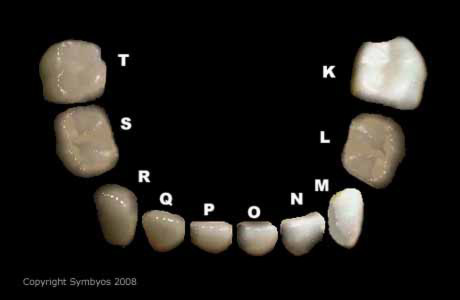 T K
S L
R M
Q P O N
Copyright Symbyos 2008